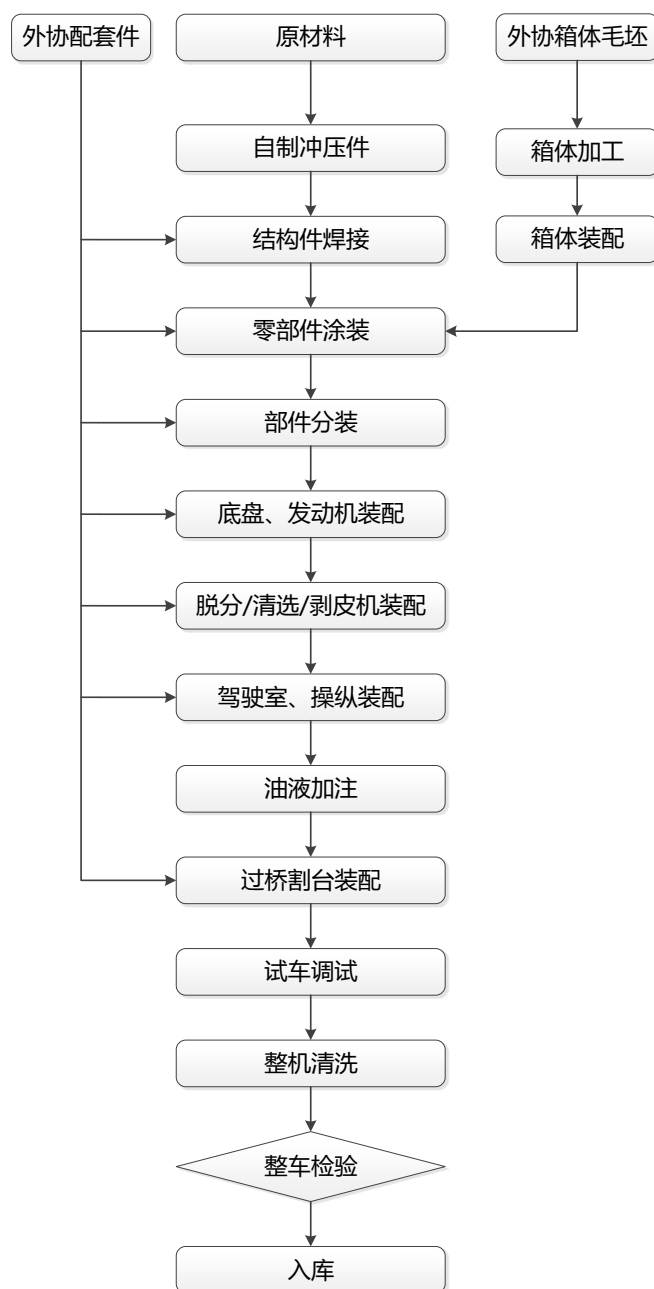 外协配套件
原材料
外协箱体毛坯
自制冲压件
箱体加工
结构件焊接
箱体装配
零部件涂装
部件分装
底盘、发动机装配
脱分/清选/剥皮机装配
驾驶室、操纵装配
油液加注
过桥割台装配
试车调试
整机清洗
整车检验
入库